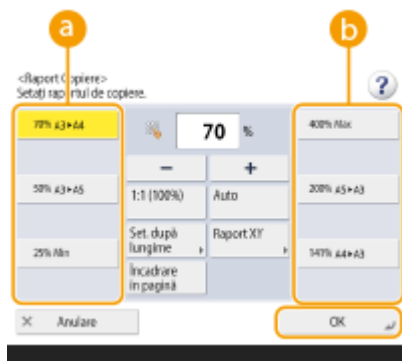 a
b
<Raport Copiere>
Setați raportul de copiere.
?
70% A3►A4
70 %
400% Max
− +
50% A3►A5
1:1 (100%)
Auto
200% A5►A3
Set. după
lungime
Raport XY
25% Min
141% A4►A3
Încadrare
în pagină
× Anulare
OK